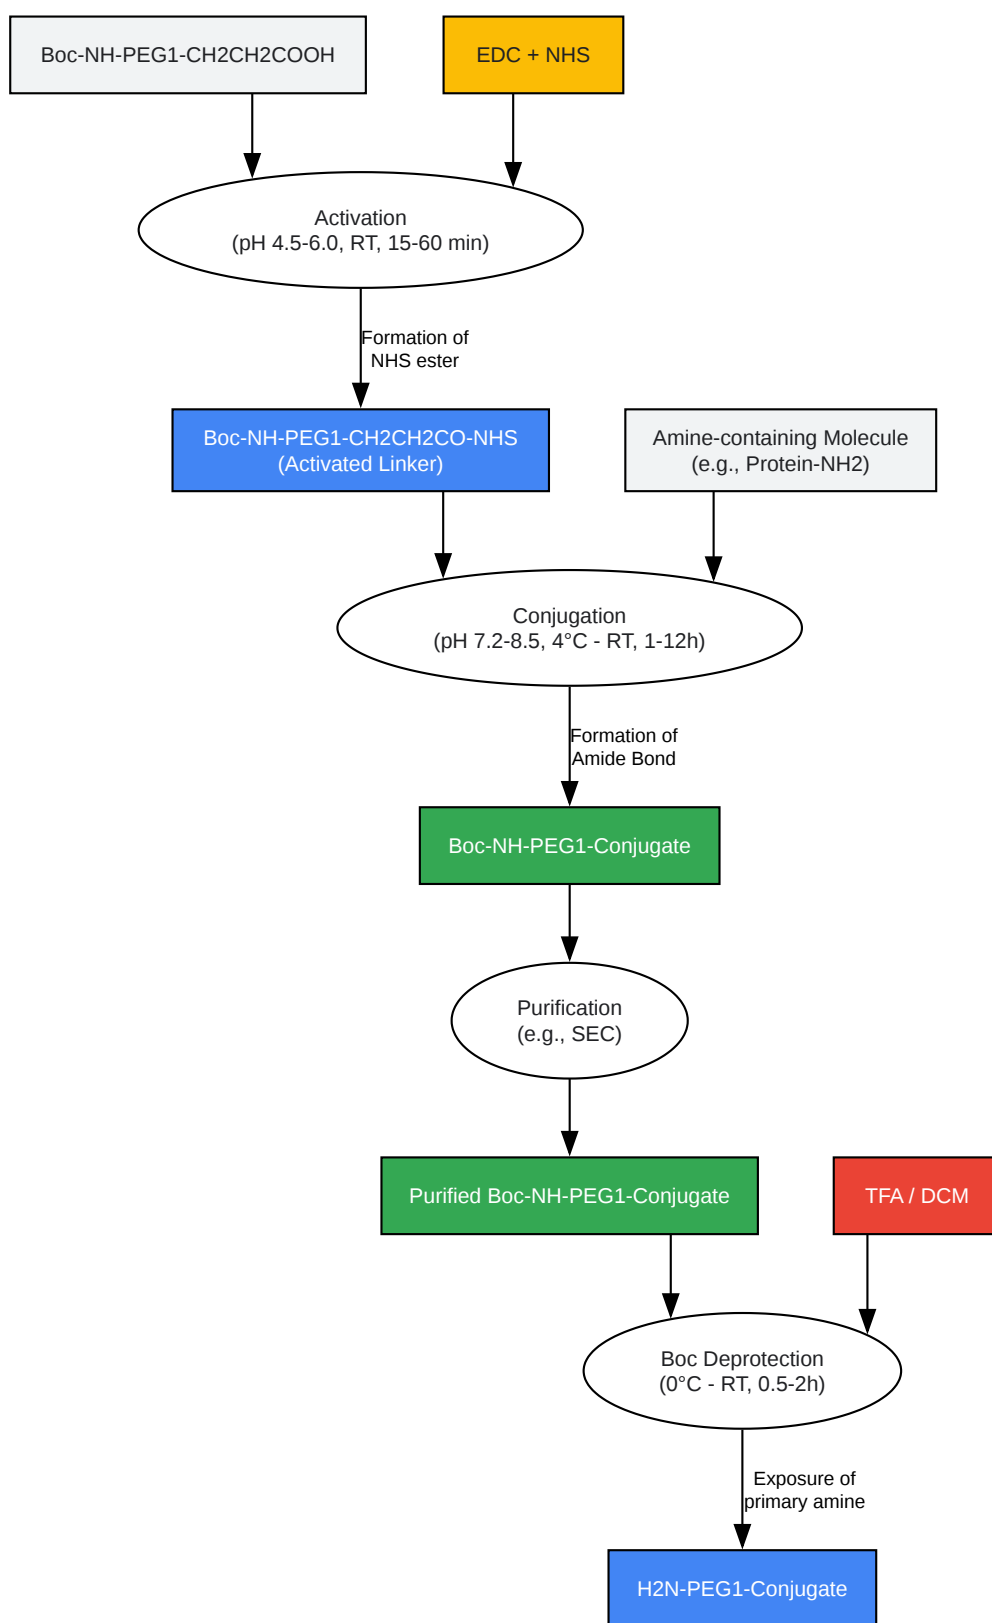 Boc-NH-PEG1-CH2CH2COOH
EDC + NHS
Activation
(pH 4.5-6.0, RT, 15-60 min)
Formation of
NHS ester
Boc-NH-PEG1-CH2CH2CO-NHS
(Activated Linker)
Amine-containing Molecule
(e.g., Protein-NH2)
Conjugation
(pH 7.2-8.5, 4°C - RT, 1-12h)
Formation of
Amide Bond
Boc-NH-PEG1-Conjugate
Purification
(e.g., SEC)
Purified Boc-NH-PEG1-Conjugate
TFA / DCM
Boc Deprotection
(0°C - RT, 0.5-2h)
Exposure of
primary amine
H2N-PEG1-Conjugate